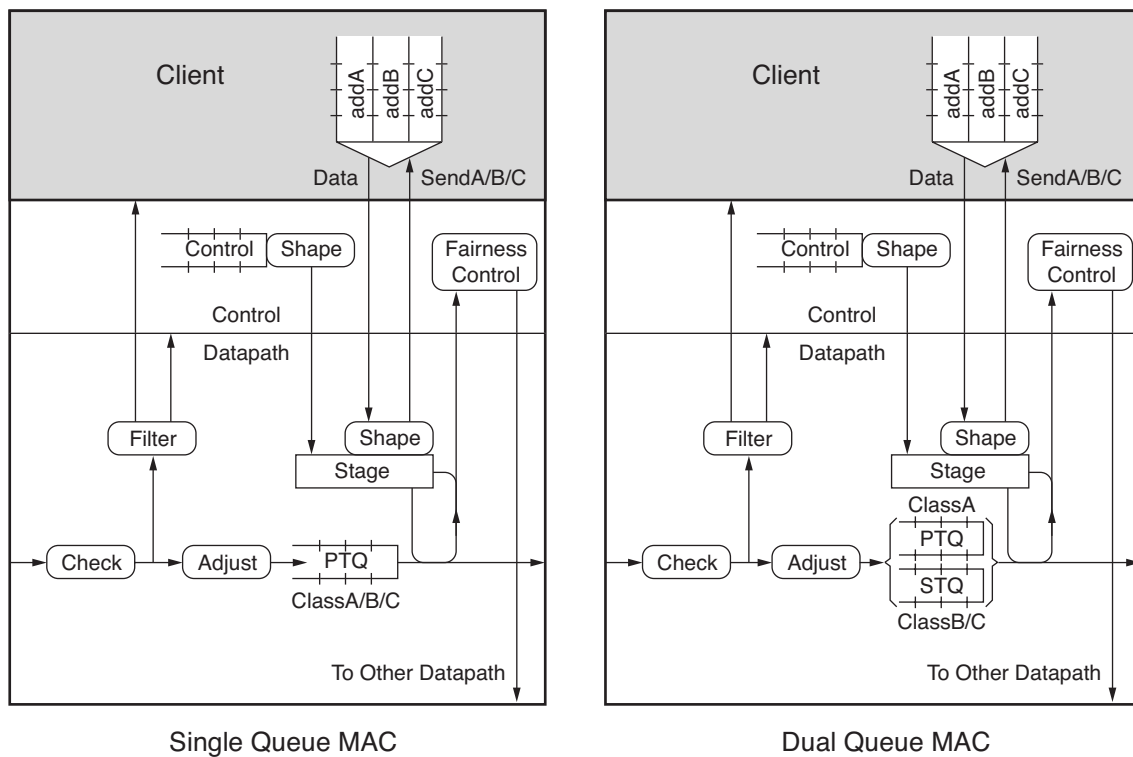 Client
addA
addB
addC
Data
SendA/B/C
Control
Shape
Fairness
Control
Control
Datapath
Filter
Shape
Stage
Check
Adjust
PTQ
ClassA/B/C
To Other Datapath
Single Queue MAC
Client
addA
addB
addC
Data
SendA/B/C
Control
Shape
Fairness
Control
Control
Datapath
Filter
Shape
Stage
ClassA
Check
Adjust
PTQ
STQ
ClassB/C
To Other Datapath
Dual Queue MAC